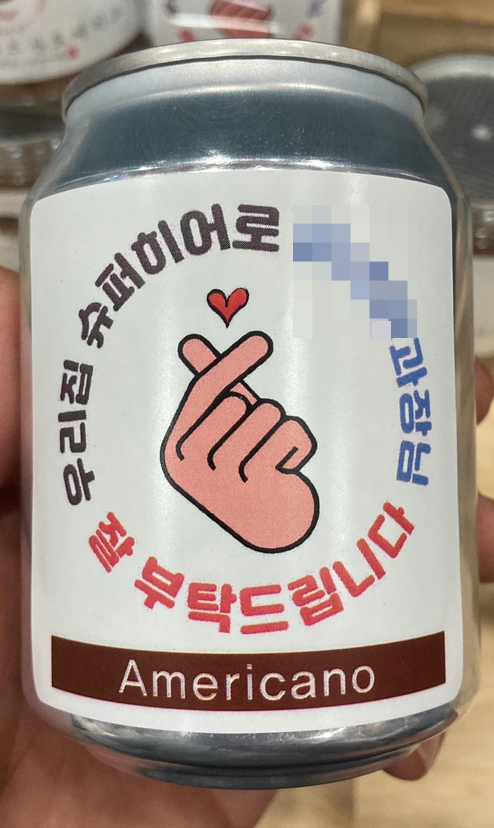 우리집 슈퍼히어로
과장님
잘 부탁드립니다
Americano